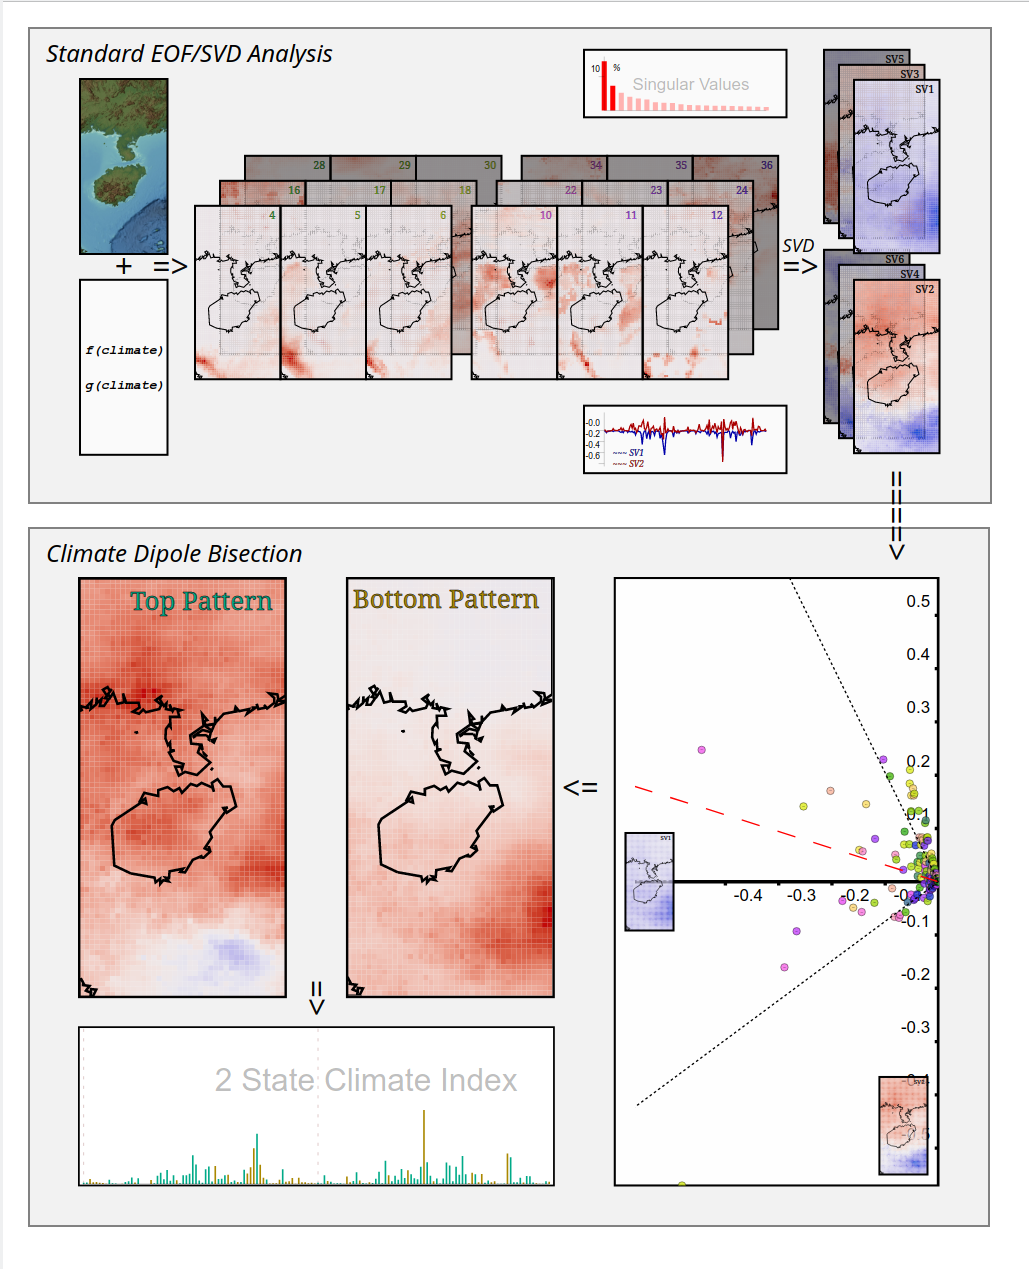 Standard EOF/SVD Analysis
10 %
Singular Values
SV5
SV3
SV1
28 29 30 34 35 36
16 17 18 22 23 24
4 5 6 10 11 12
+ =>
SVD
=>
SV6
SV4
SV2
f(climate)
g(climate)
-0.0
-0.2
-0.4
-0.6
~~~ SV1
~~~ SV2
==== >
Climate Dipole Bisection
Top Pattern
Bottom Pattern
0.5
0.4
0.3
0.2
<=
SV1
-0.4 -0.3 -0.2
-0.1
-0.2
-0.3
=>
2 State Climate Index
SV2